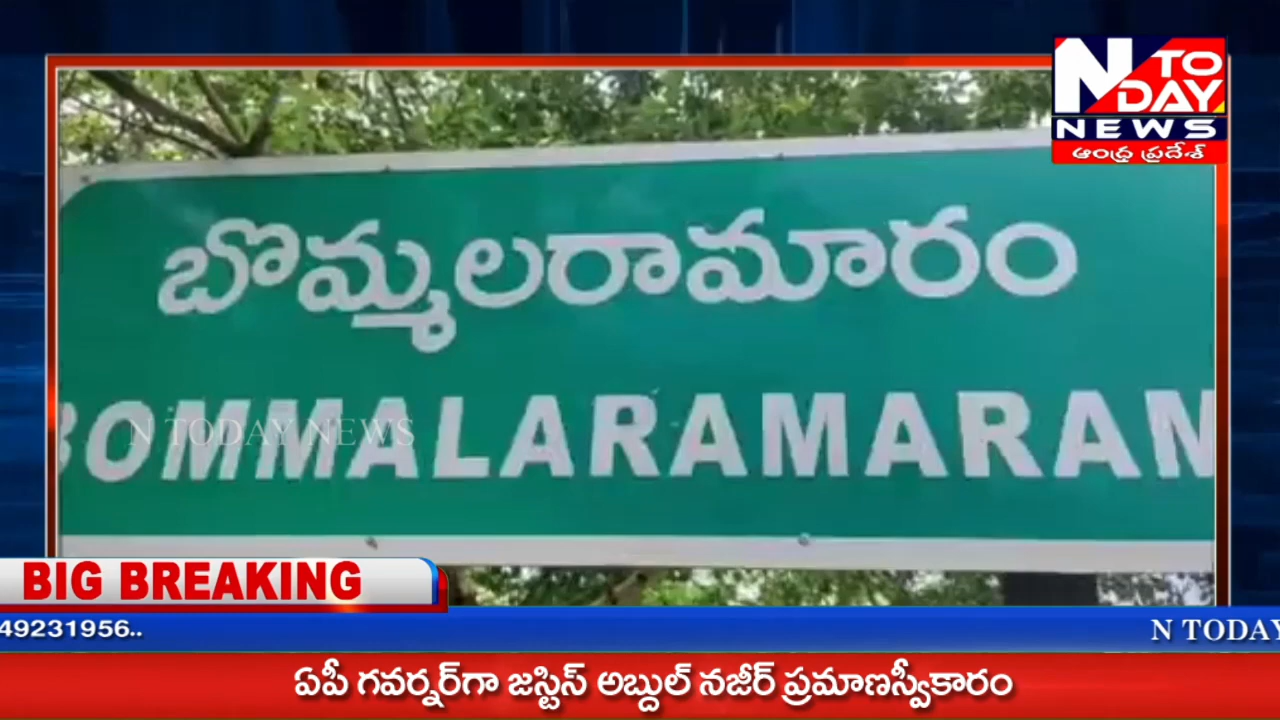 N TO
DAY
NEWS
ఆంధ్ర ప్రదేశ్
బొమ్మలరామారం
BOMMALARAMARAM
N TODAY NEWS
BIG BREAKING
49231956..
N TODAY
ఏపీ గవర్నర్‌గా జస్టిస్ అబ్దుల్ నజీర్ ప్రమాణస్వీకారం